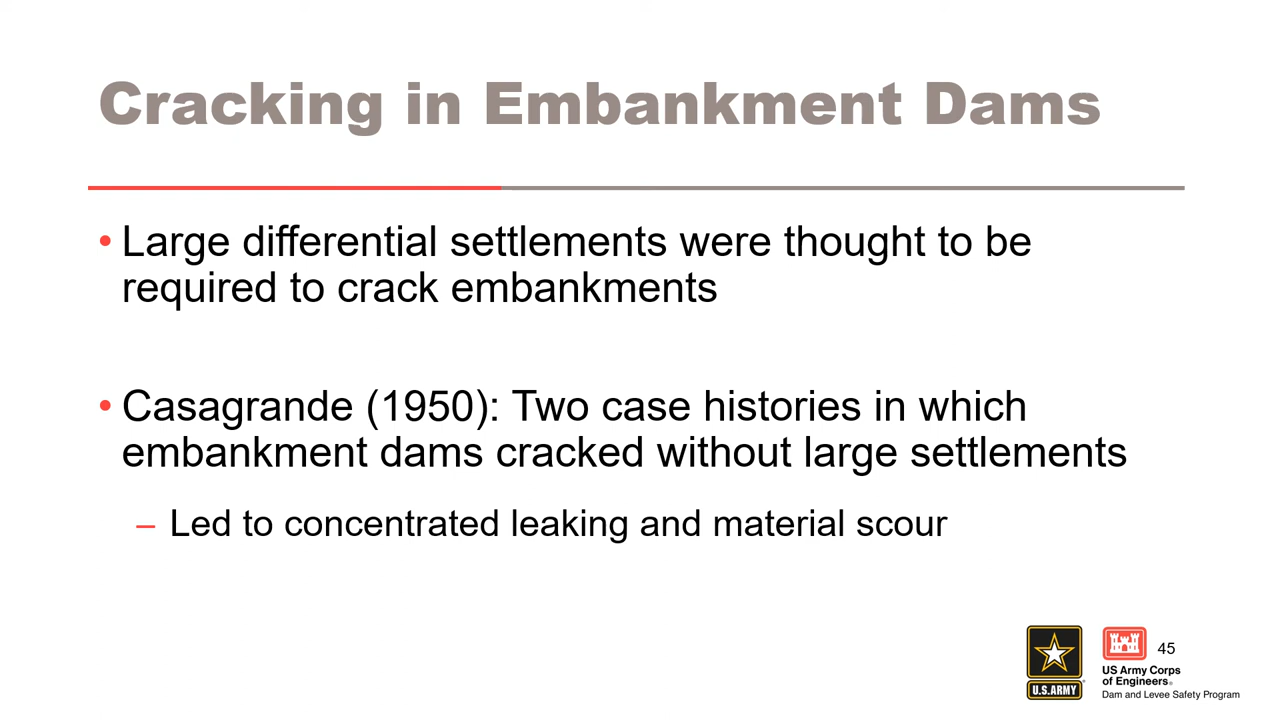 Cracking in Embankment Dams
• Large differential settlements were thought to be
required to crack embankments
• Casagrande (1950): Two case histories in which
embankment dams cracked without large settlements
– Led to concentrated leaking and material scour
U.S.ARMY
45
US Army Corps
of Engineers®
Dam and Levee Safety Program